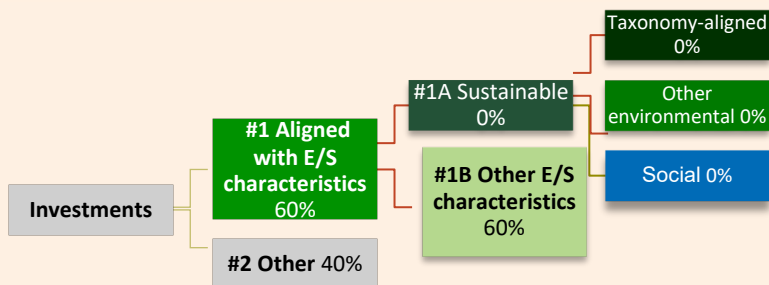 Investments
#1 Aligned
with E/S
characteristics
60%
#2 Other 40%
#1A Sustainable
0%
#1B Other E/S
characteristics
60%
Taxonomy-aligned
0%
Other
environmental 0%
Social 0%